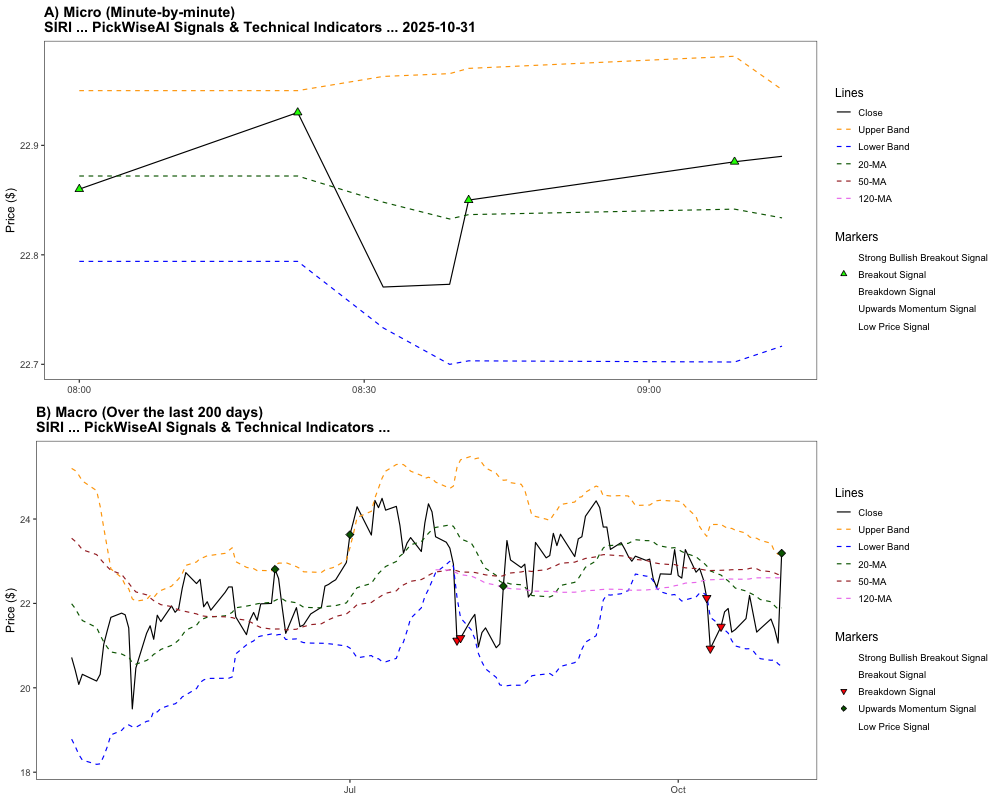 A) Micro (Minute-by-minute)
SIRI ... PickWiseAI Signals & Technical Indicators ... 2025-10-31
Price ($)
22.9
22.8
22.7
08:00
08:30
09:00
Lines
Close
Upper Band
Lower Band
20-MA
50-MA
120-MA
Markers
Strong Bullish Breakout Signal
Breakout Signal
Breakdown Signal
Upwards Momentum Signal
Low Price Signal
B) Macro (Over the last 200 days)
SIRI ... PickWiseAI Signals & Technical Indicators ...
Price ($)
24
22
20
18
Jul
Oct
Lines
Close
Upper Band
Lower Band
20-MA
50-MA
120-MA
Markers
Strong Bullish Breakout Signal
Breakout Signal
Breakdown Signal
Upwards Momentum Signal
Low Price Signal